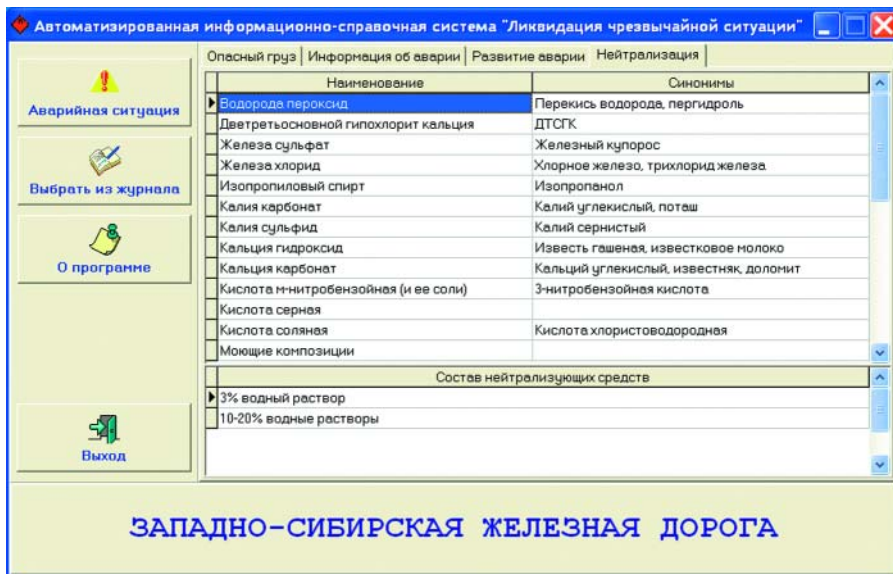 Автоматизированная информационно-справочная система "Ликвидация чрезвычайной ситуации"
Аварийная ситуация
Выбрать из журнала
О программе
Выход
Опасный груз Информация об аварии Развитие аварии Нейтрализация
Наименование Синонимы
Водорода пероксид Перекись водорода, пергидроль
Дветретьосновной гипохлорит кальция ДТСГК
Железа сульфат Железный купорос
Железа хлорид Хлорное железо, трихлорид железа
Изопропиловый спирт Изопропанол
Калия карбонат Калий углекислый, поташ
Калия сульфид Калий сернистый
Кальция гидроксид Известь гашеная, известковое молоко
Кальция карбонат Кальций углекислый, известняк, доломит
Кислота м-нитробензойная (и ее соли) 3-нитробензойная кислота
Кислота серная
Кислота соляная Кислота хлористоводородная
Моющие композиции
Состав нейтрализующих средств
3% водный раствор
10-20% водные растворы
ЗАПАДНО-СИБИРСКАЯ ЖЕЛЕЗНАЯ ДОРОГА